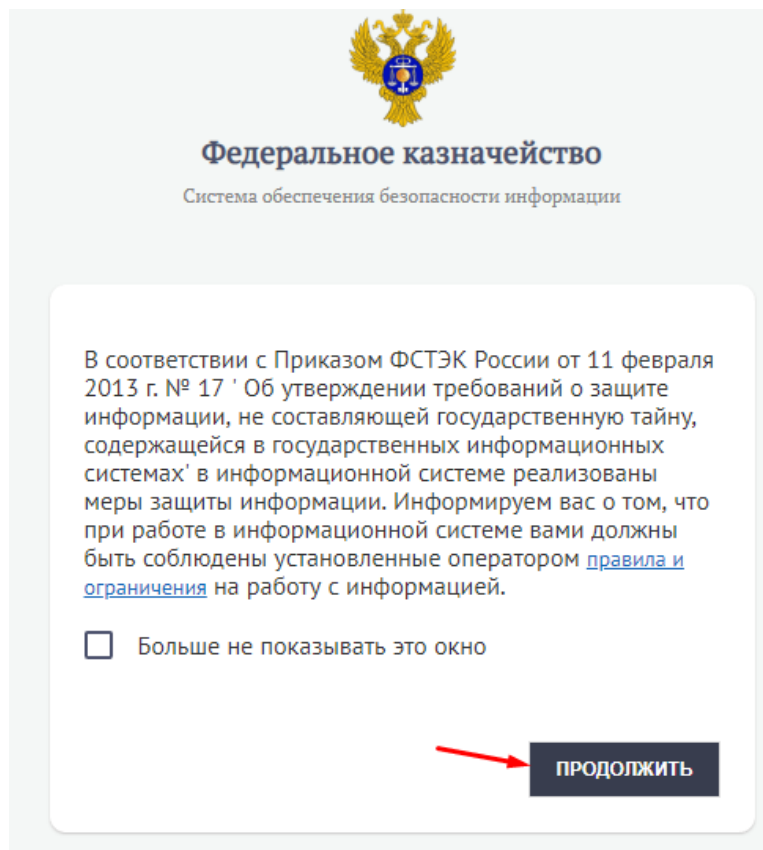 Федеральное казначейство
Система обеспечения безопасности информации
В соответствии с Приказом ФСТЭК России от 11 февраля
2013 г. № 17 ' Об утверждении требований о защите
информации, не составляющей государственную тайну,
содержащейся в государственных информационных
системах' в информационной системе реализованы
меры защиты информации. Информируем вас о том, что
при работе в информационной системе вами должны
быть соблюдены установленные оператором правила и
ограничения на работу с информацией.
Больше не показывать это окно
ПРОДОЛЖИТЬ